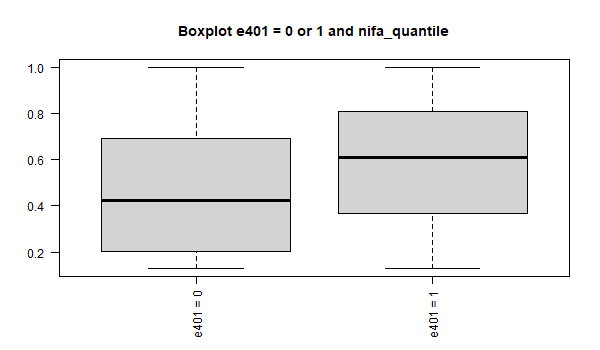 Boxplot e401 = 0 or 1 and nifa_quantile
1.0
0.8
0.6
0.4
0.2
e401 = 0
e401 = 1